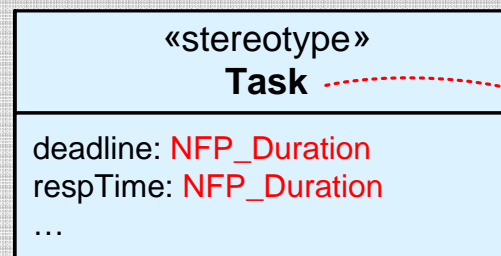 «stereotype»
Task
deadline: NFP_Duration
respTime: NFP_Duration
…